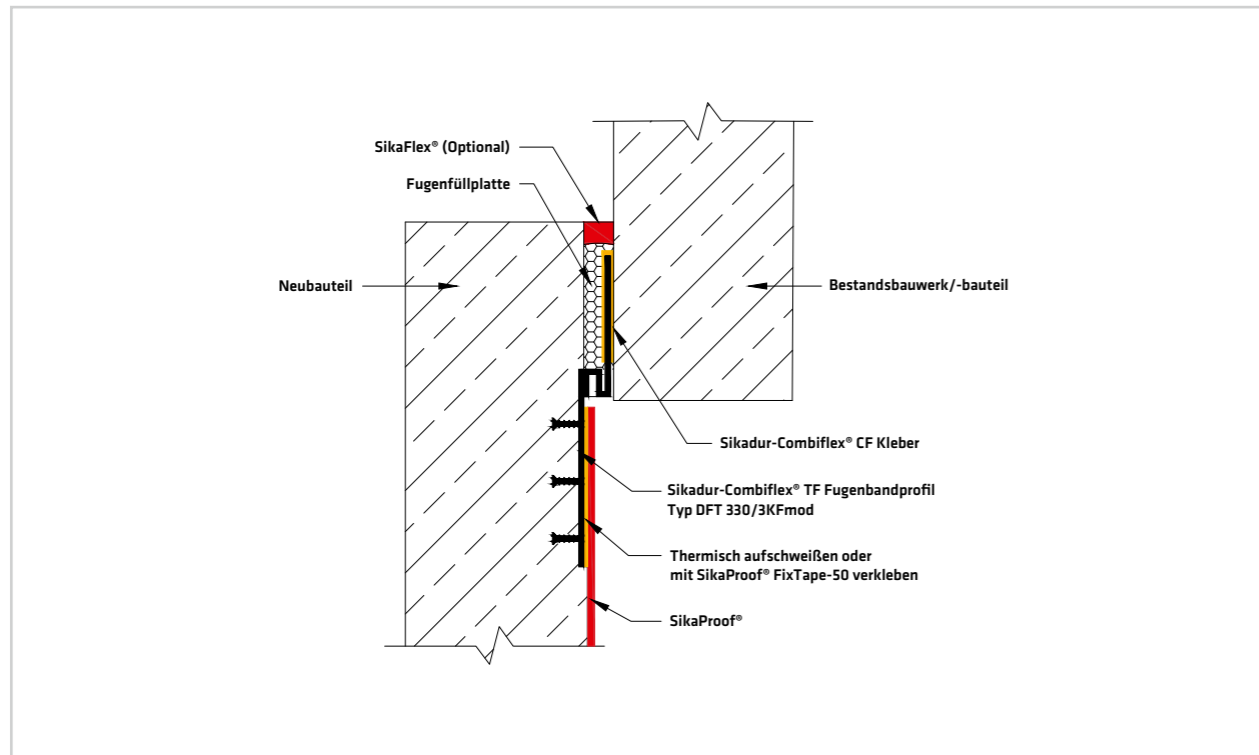 SikaFlex® (Optional)
Fugenfüllplatte
Neubauteil
Bestandsbauwerk/-bauteil
Sikadur-Combiflex® CF Kleber
Sikadur-Combiflex® TF Fugenbandprofil
Typ DFT 330/3KFmod
Thermisch aufschweißen oder
mit SikaProof® FixTape-50 verkleben
SikaProof®